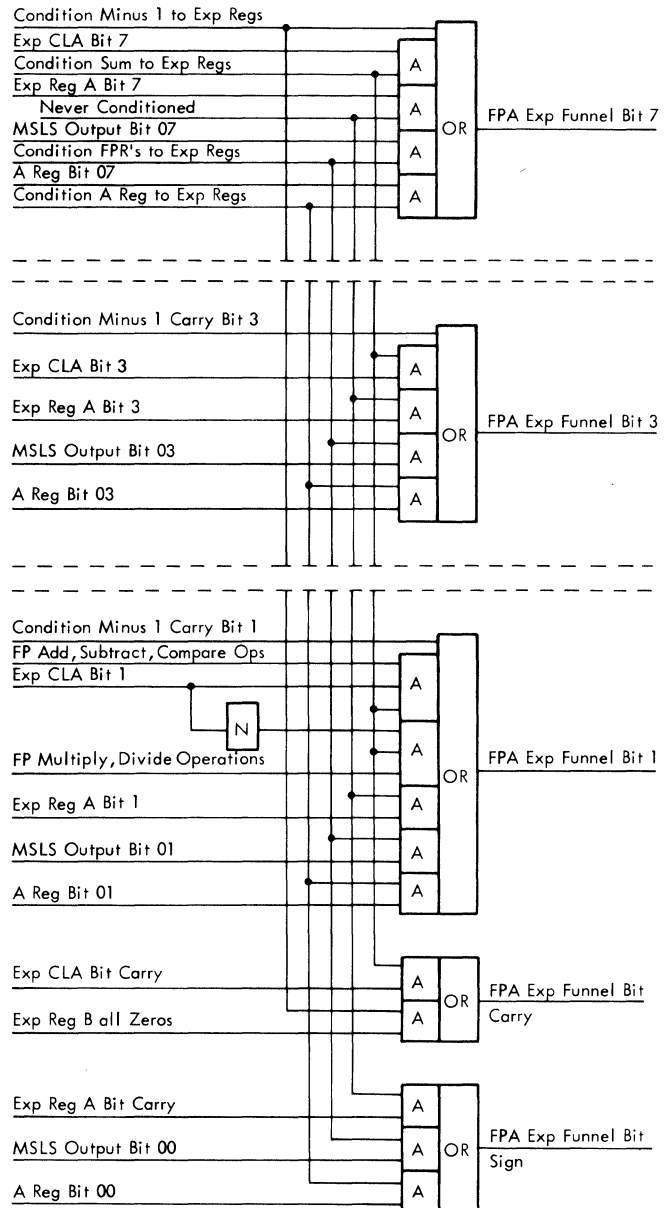 Condition Minus 1 to Exp Regs
Exp CLA Bit 7
Condition Sum to Exp Regs
Exp Reg A Bit 7
Never Conditioned
MSLS Output Bit 07
Condition FPR's to Exp Regs
A Reg Bit 07
Condition A Reg to Exp Regs
A
A
A
A
OR
FPA Exp Funnel Bit 7
Condition Minus 1 Carry Bit 3
Exp CLA Bit 3
Exp Reg A Bit 3
MSLS Output Bit 03
A Reg Bit 03
A
A
A
A
OR
FPA Exp Funnel Bit 3
Condition Minus 1 Carry Bit 1
FP Add, Subtract, Compare Ops
Exp CLA Bit 1
N
FP Multiply, Divide Operations
Exp Reg A Bit 1
MSLS Output Bit 01
A Reg Bit 01
A
A
A
A
A
OR
FPA Exp Funnel Bit 1
Exp CLA Bit Carry
Exp Reg B all Zeros
A
A
OR
FPA Exp Funnel Bit
Carry
Exp Reg A Bit Carry
MSLS Output Bit 00
A Reg Bit 00
A
A
A
OR
FPA Exp Funnel Bit
Sign